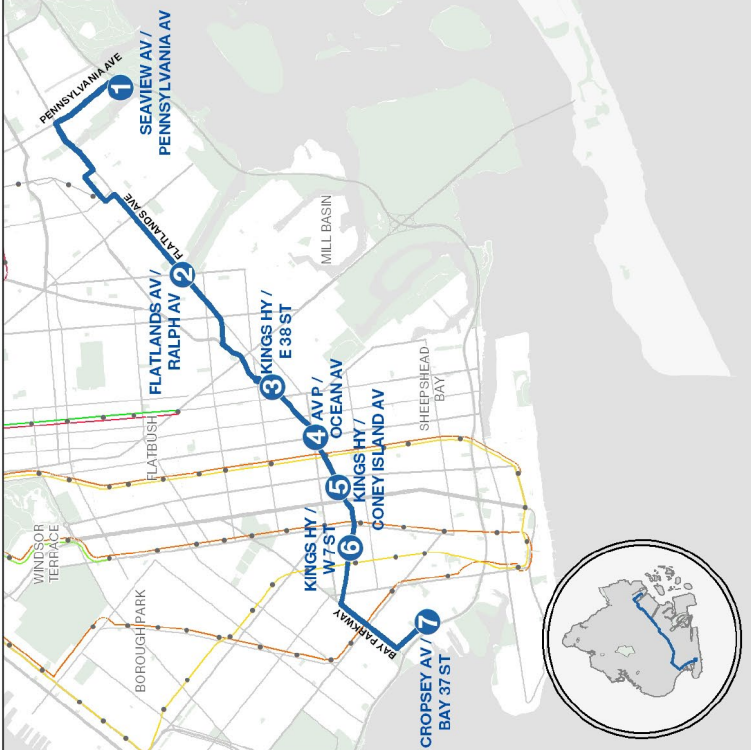 PENNSYLVANIA AVE
1
SEAVIEW AV /
PENNSYLVANIA AV
FLATLANDS AVE
2
FLATLANDS AV /
RALPH AV
MILL BASIN
3
KINGS HY /
E 38 ST
4
AV P /
OCEAN AV
FLATBUSH
SHEEPSHEAD
BAY
5
KINGS HY /
CONEY ISLAND AV
WINDSOR
TERRACE
KINGS HY /
W 7 ST
6
BOROUGH PARK
BAY PARKWAY
7
CROPSEY AV /
BAY 37 ST